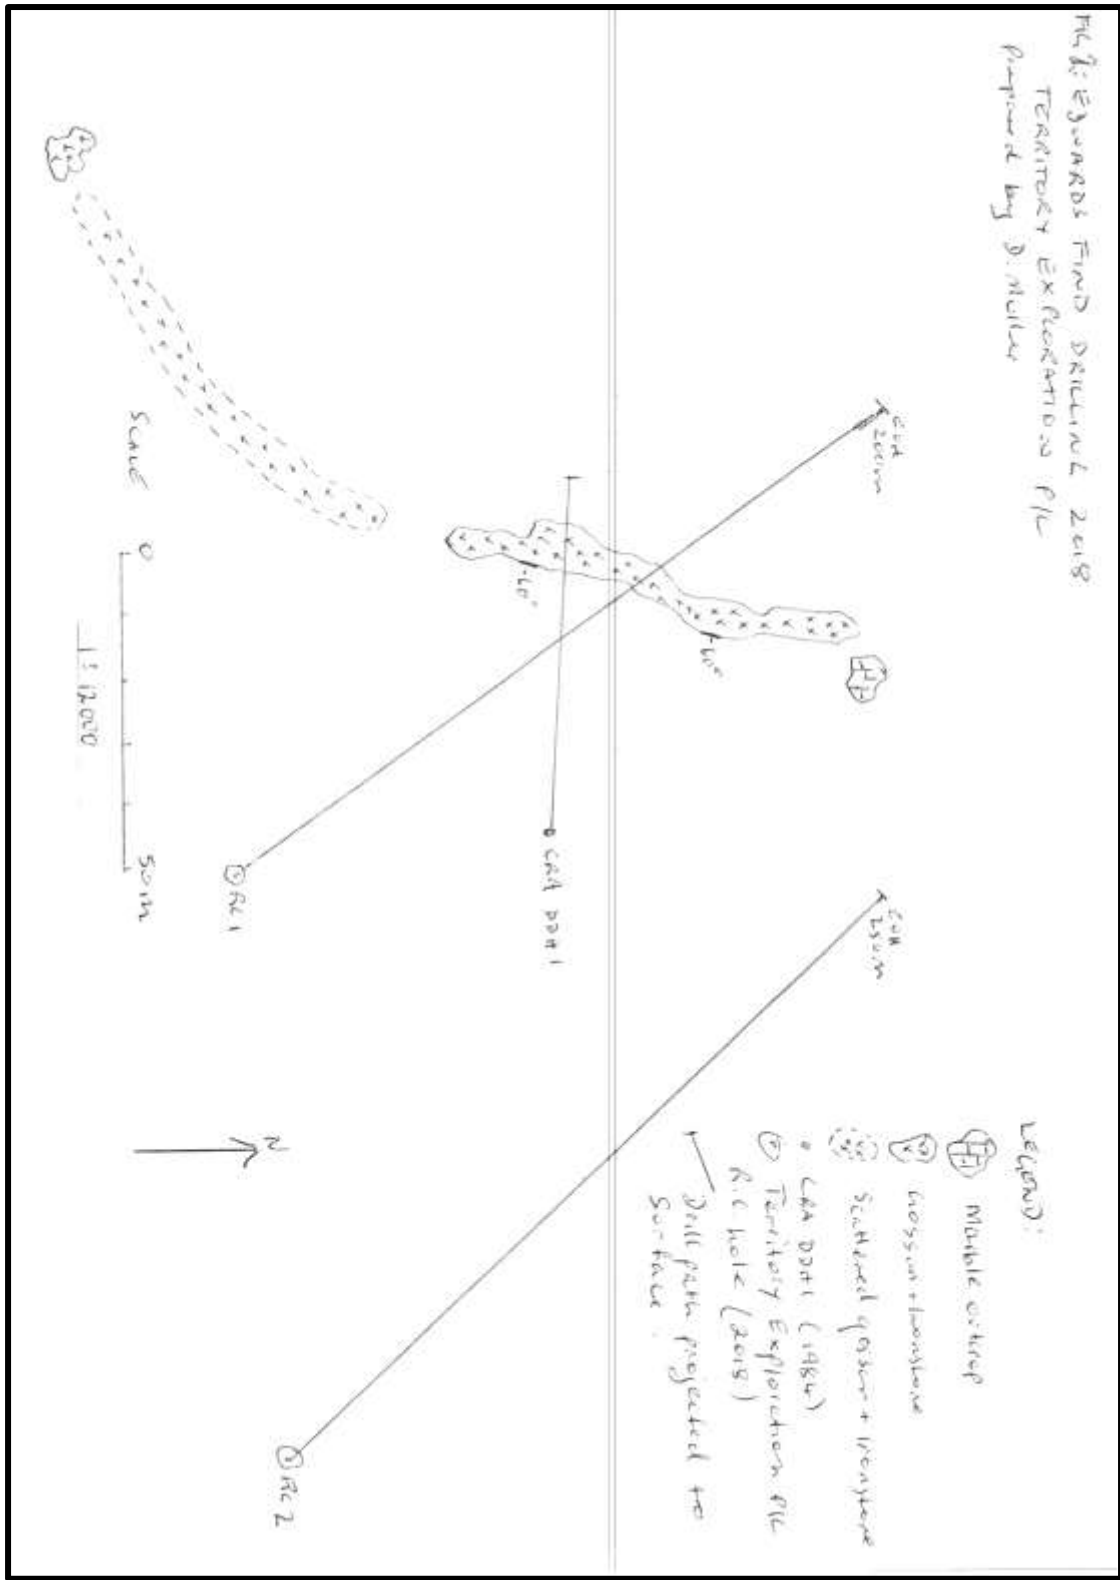 FIG 2: EDWARDS FIND DRILLING 2018
TERRITORY EXPLORATION P/L
Prepared by D.
LEGEND:
Marble outcrop
Gossan + Ironstone
Scattered gossan + Ironstone
CRA DDH1 (1984)
Territory Exploration P/L
R.C hole (2018)
Drill path projected to
Surface.
EOH
200m
EOH
250m
60°
60°
CRA DDH1
RC1
RC2
N
SCALE
0
50m
1: 12000